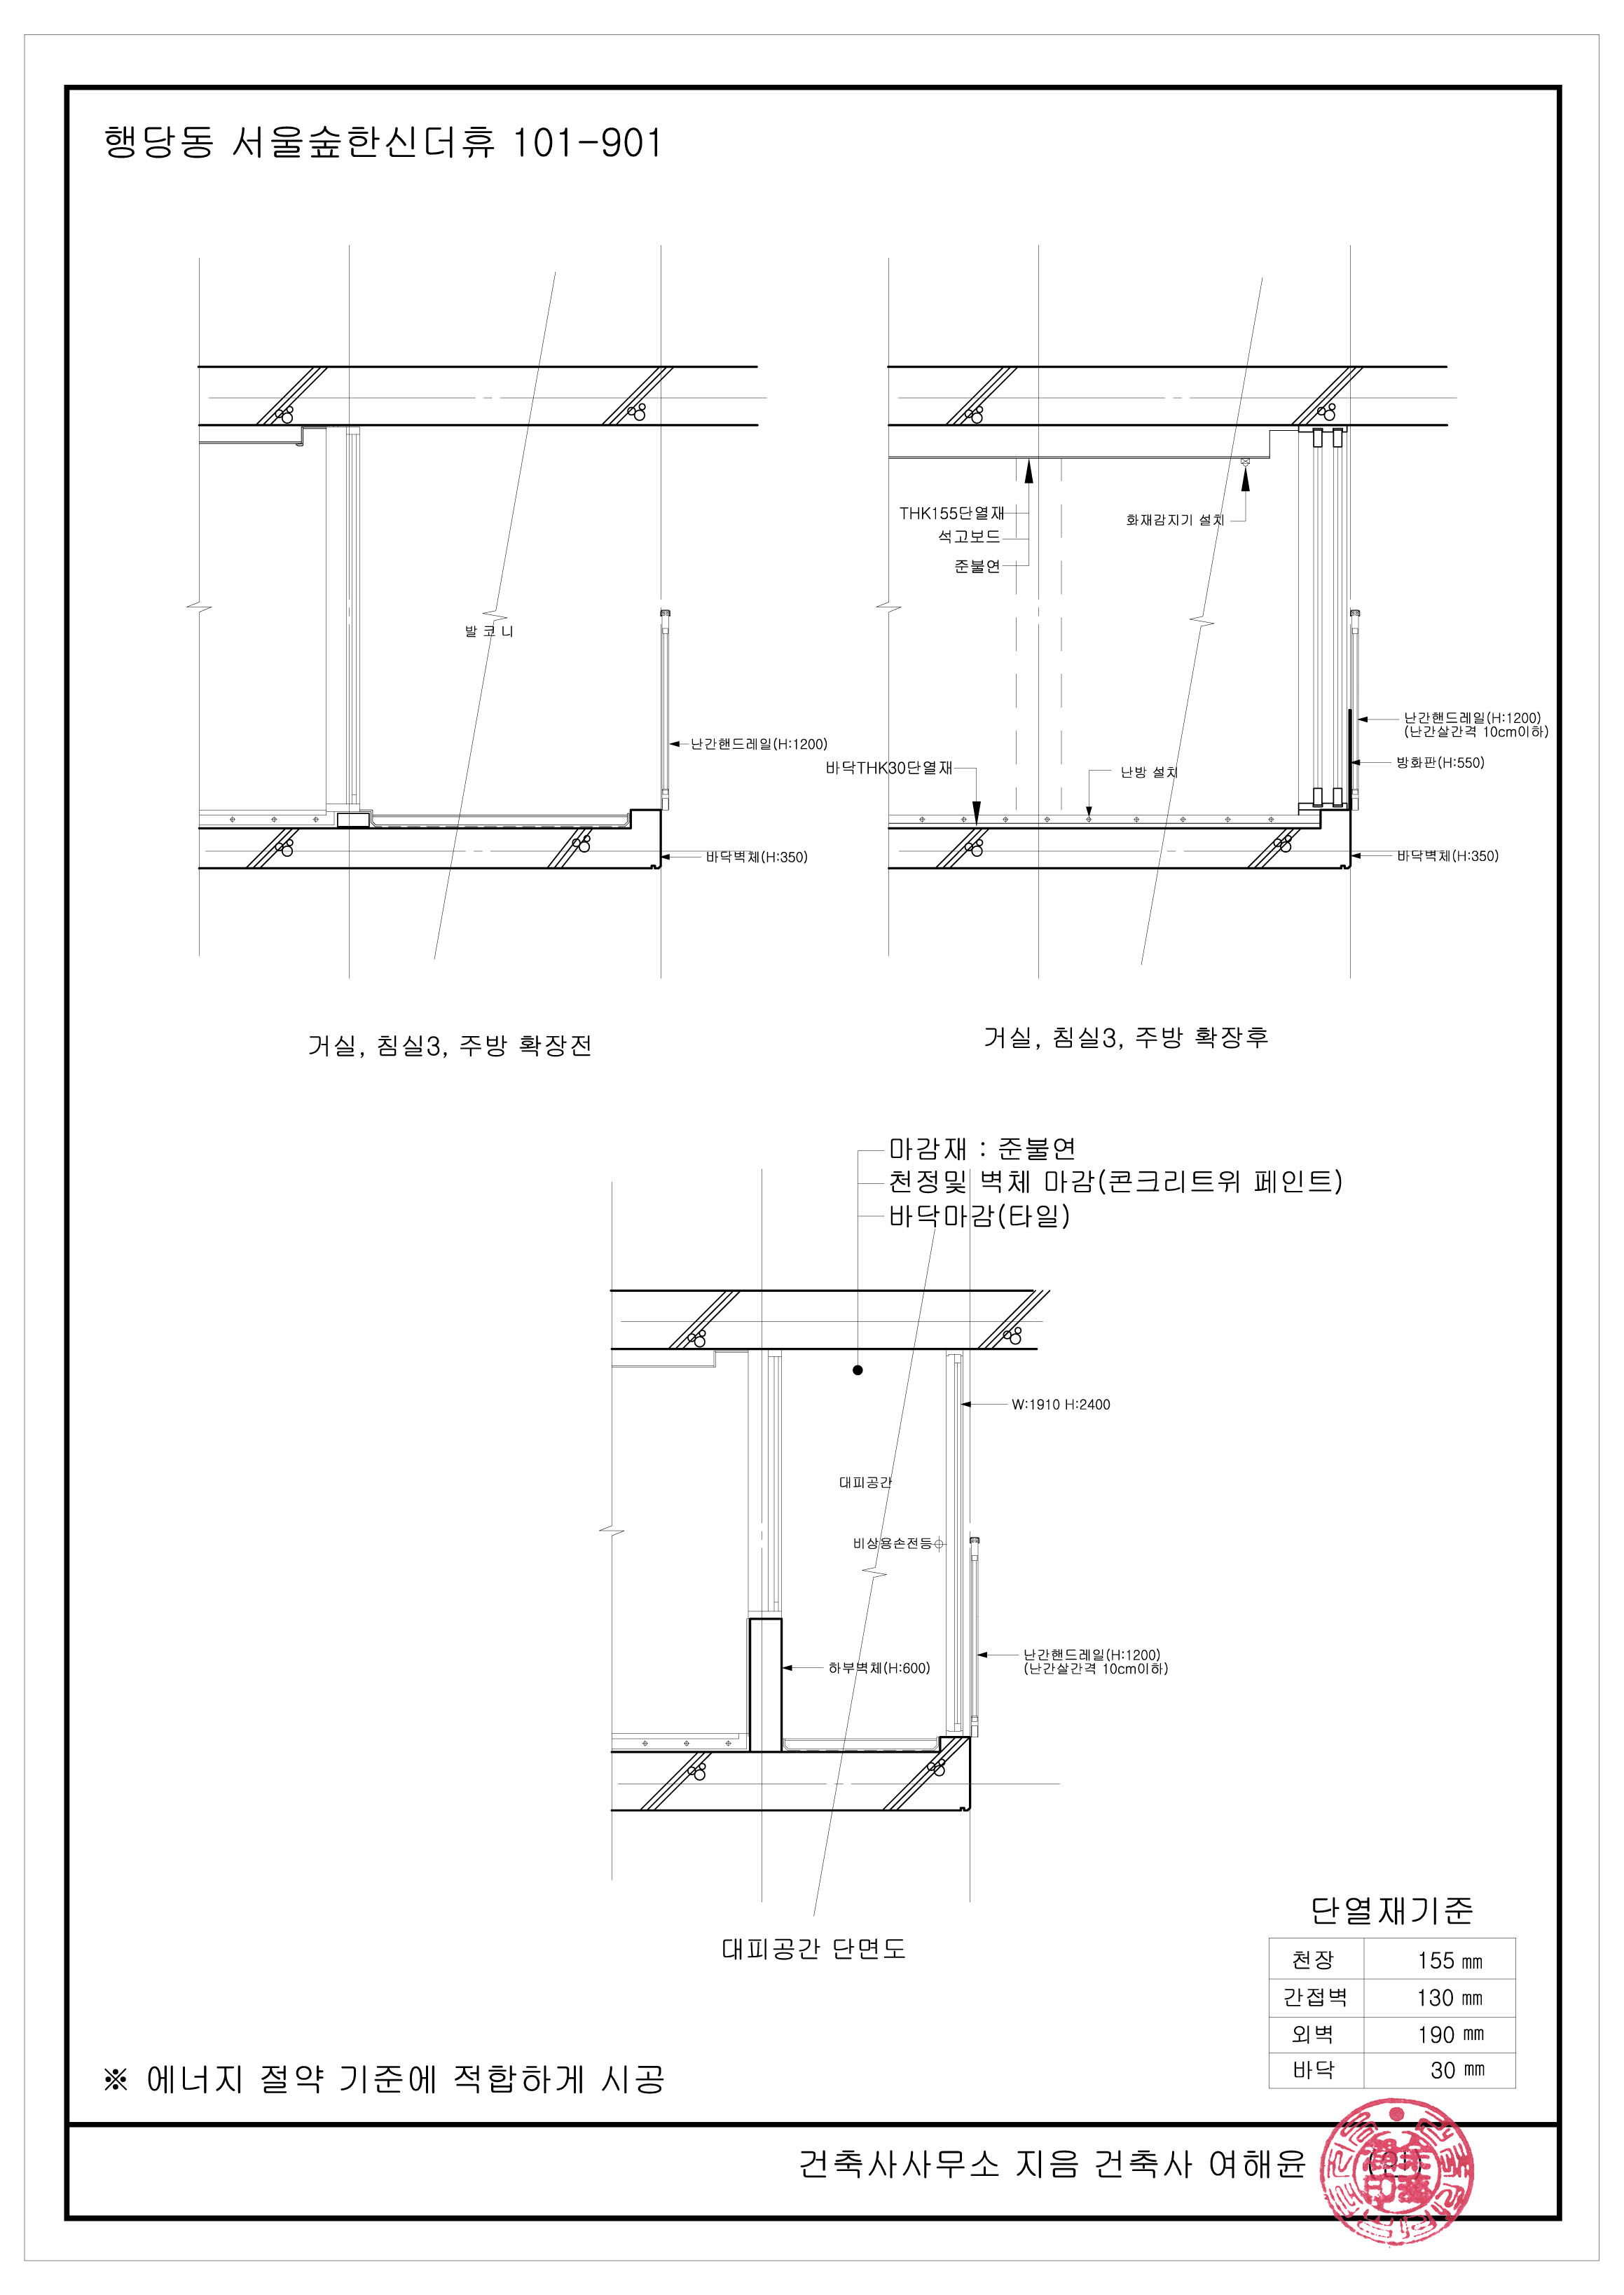 행당동 서울숲한신더휴 101-901
발 코 니
난간핸드레일(H:1200)
바닥벽체(H:350)
거실, 침실3, 주방 확장전
THK155단열재
석고보드
준불연
화재감지기 설치
바닥THK30단열재
난방 설치
난간핸드레일(H:1200)
(난간살간격 10cm이하)
방화판(H:550)
바닥벽체(H:350)
거실, 침실3, 주방 확장후
마감재 : 준불연
천정및 벽체 마감(콘크리트위 페인트)
바닥마감(타일)
W:1910 H:2400
대피공간
비상용손전등
하부벽체(H:600)
난간핸드레일(H:1200)
(난간살간격 10cm이하)
대피공간 단면도
단열재기준
천장 155 ㎜
간접벽 130 ㎜
외벽 190 ㎜
바닥 30 ㎜
※ 에너지 절약 기준에 적합하게 시공
건축사사무소 지음 건축사 여해윤